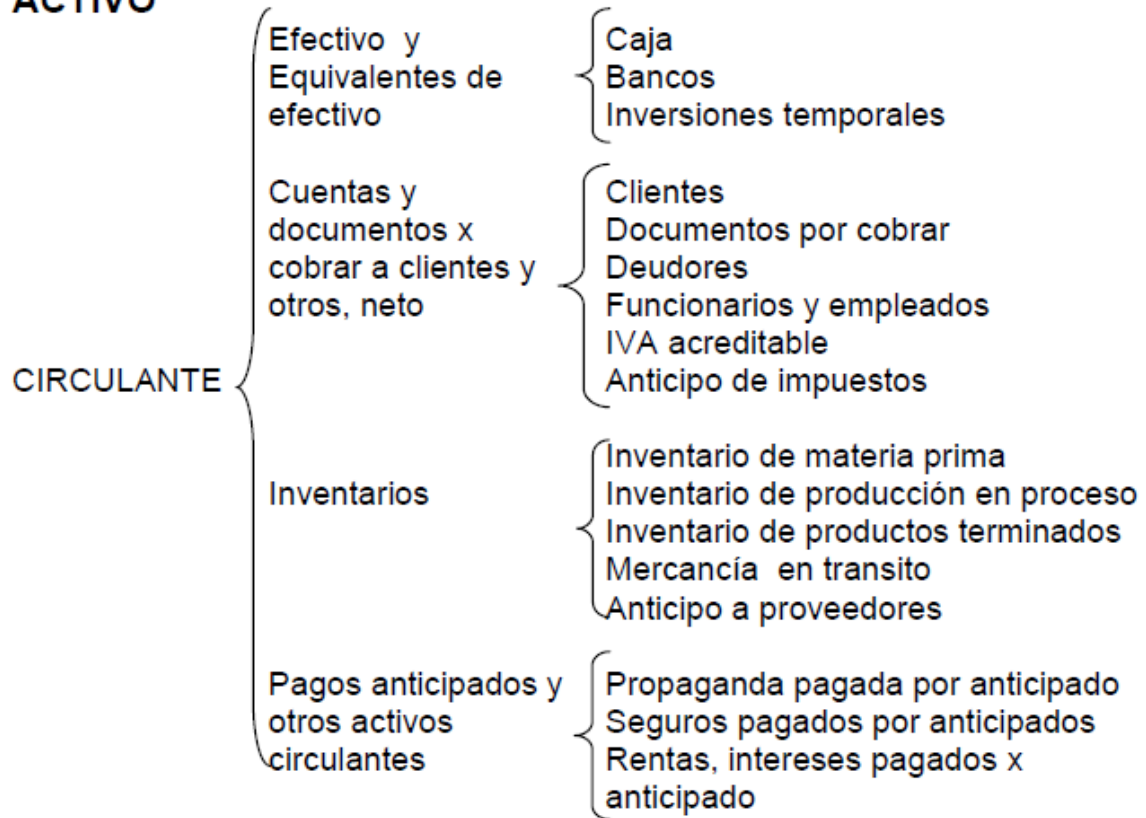 ACTIVO
Efectivo y
Equivalentes de
efectivo
Caja
Bancos
Inversiones temporales
Cuentas y
documentos x
cobrar a clientes y
otros, neto
Clientes
Documentos por cobrar
Deudores
Funcionarios y empleados
IVA acreditable
Anticipo de impuestos
CIRCULANTE
Inventarios
Inventario de materia prima
Inventario de producción en proceso
Inventario de productos terminados
Mercancía en transito
Anticipo a proveedores
Pagos anticipados y
otros activos
circulantes
Propaganda pagada por anticipado
Seguros pagados por anticipados
Rentas, intereses pagados x
anticipado